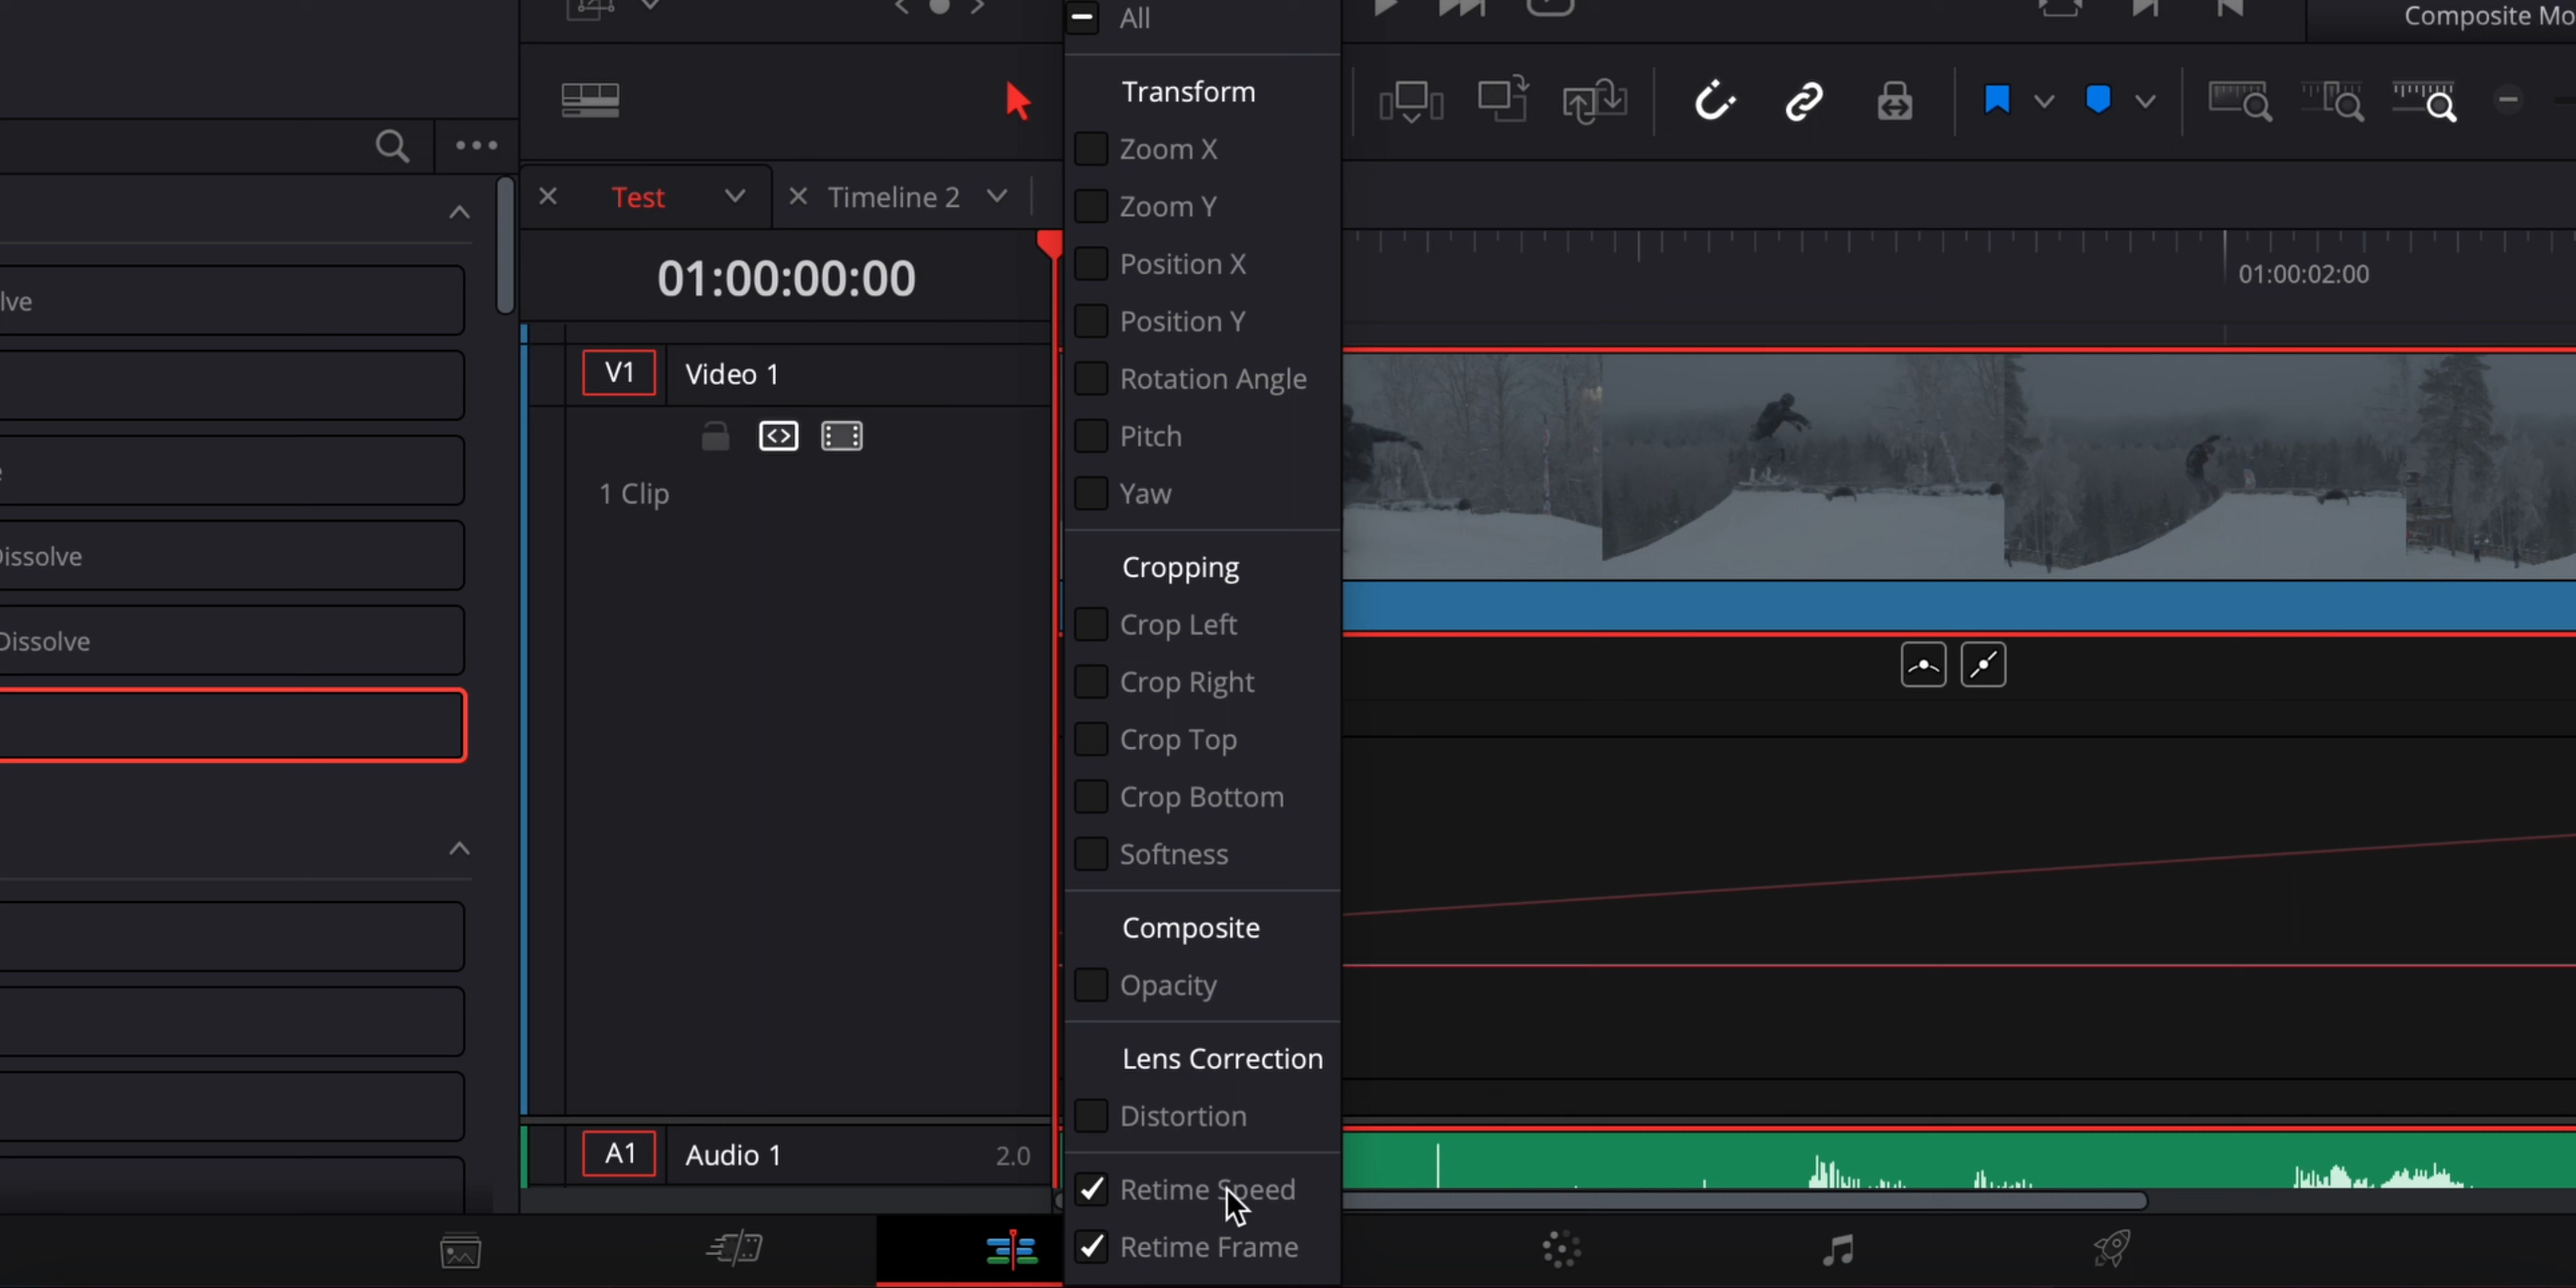 All
Composite Mo
Transform
Zoom X
Test
Timeline 2
Zoom Y
01:00:00:00
Position X
01:00:02:00
lve
Position Y
V1
Video 1
Rotation Angle
Pitch
1 Clip
Yaw
Dissolve
Cropping
Crop Left
Dissolve
Crop Right
Crop Top
Crop Bottom
Softness
Composite
Opacity
Lens Correction
Distortion
A1
Audio 1
2.0
Retime Speed
Retime Frame